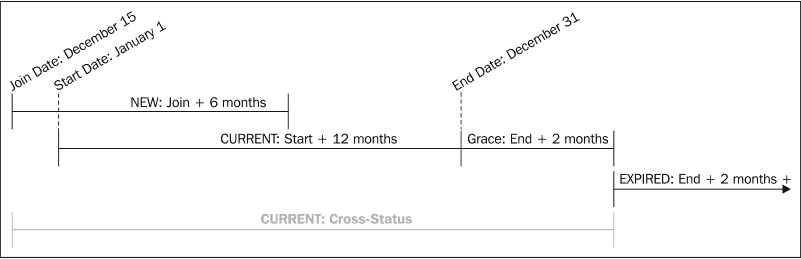 Join Date: December 15
Start Date: January 1
End Date: December 31
NEW: Join + 6 months
CURRENT: Start + 12 months
Grace: End + 2 months
EXPIRED: End + 2 months +
CURRENT: Cross-Status